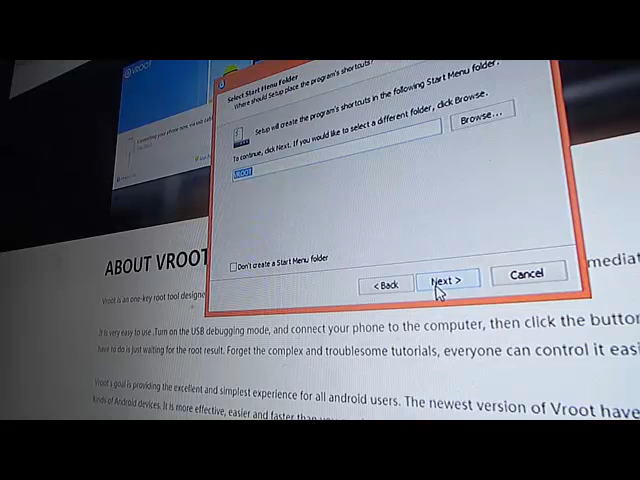 VROOT
Select Start Menu Folder
Where should Setup place the program's shortcuts?
Setup will create the program's shortcuts in the following Start Menu folder.
To continue, click Next. If you would like to select a different folder, click Browse.
VROOT
Browse...
Don't create a Start Menu folder
< Back
Next >
Cancel
ABOUT VROOT
Vroot is an one-key root tool designe
mediat
It is very easy to use .Turn on the USB debugging mode, and connect your phone to the computer, then click the button
have to do is just waiting for the root result. Forget the complex and troublesome tutorials, everyone can control it easi
Vroot's goal is providing the excellent and simplest experience for all android users. The newest version of Vroot have
kinds of Android devices. It is more effective, easier and faster than